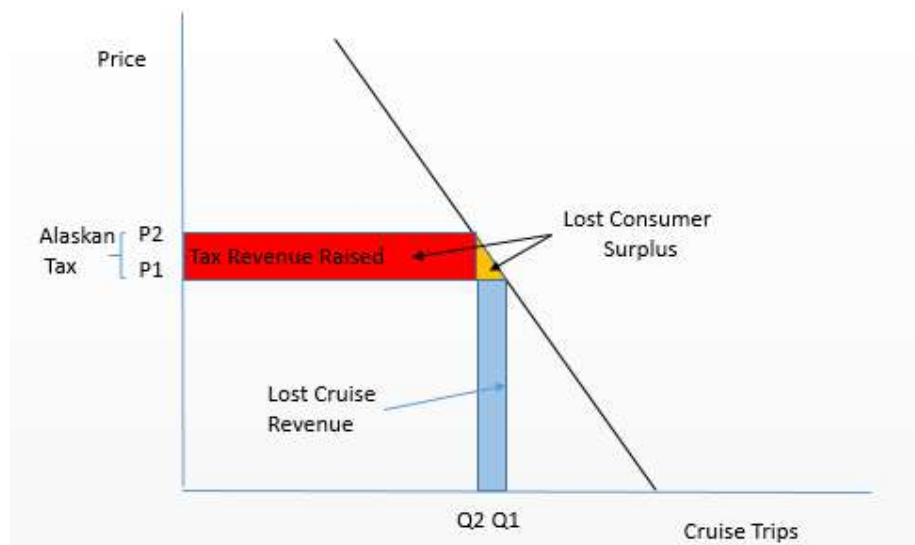 Price
Lost Consumer
Surplus
Alaskan
Tax
P2
P1
Tax Revenue Raised
Lost Cruise
Revenue
Q2 Q1
Cruise Trips